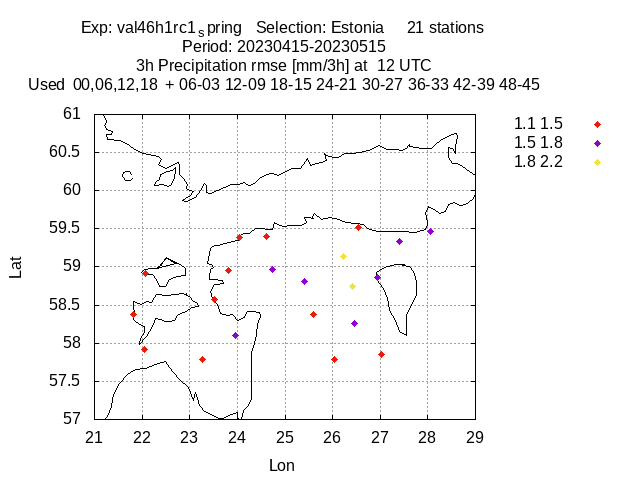 Exp: val46h1rc1spring Selection: Estonia 21 stations
Period: 20230415-20230515
3h Precipitation rmse [mm/3h] at 12 UTC
Used 00,06,12,18 + 06-03 12-09 18-15 24-21 30-27 36-33 42-39 48-45
61
60.5
60
59.5
59
58.5
58
57.5
57
Lat
21 22 23 24 25 26 27 28 29
Lon
1.1 1.5
1.5 1.8
1.8 2.2